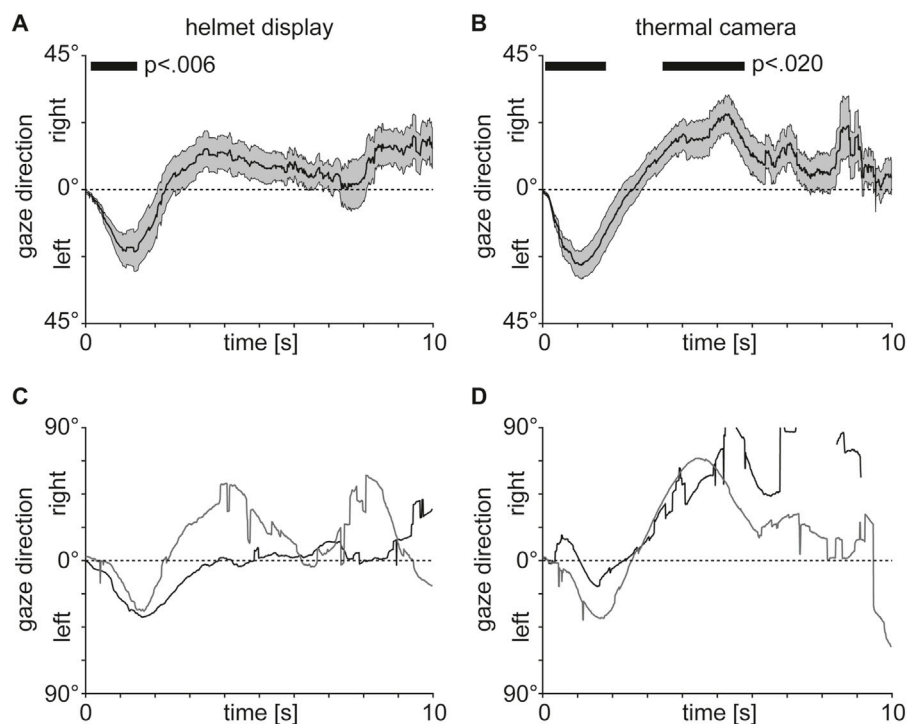 A helmet display
B thermal camera
45°
p<.006
right
0°
left
45°
gaze direction
0 time [s] 10
45°
p<.020
right
0°
left
45°
gaze direction
0 time [s] 10
C
90°
right
0°
left
90°
gaze direction
0 time [s] 10
D
90°
right
0°
left
90°
gaze direction
0 time [s] 10